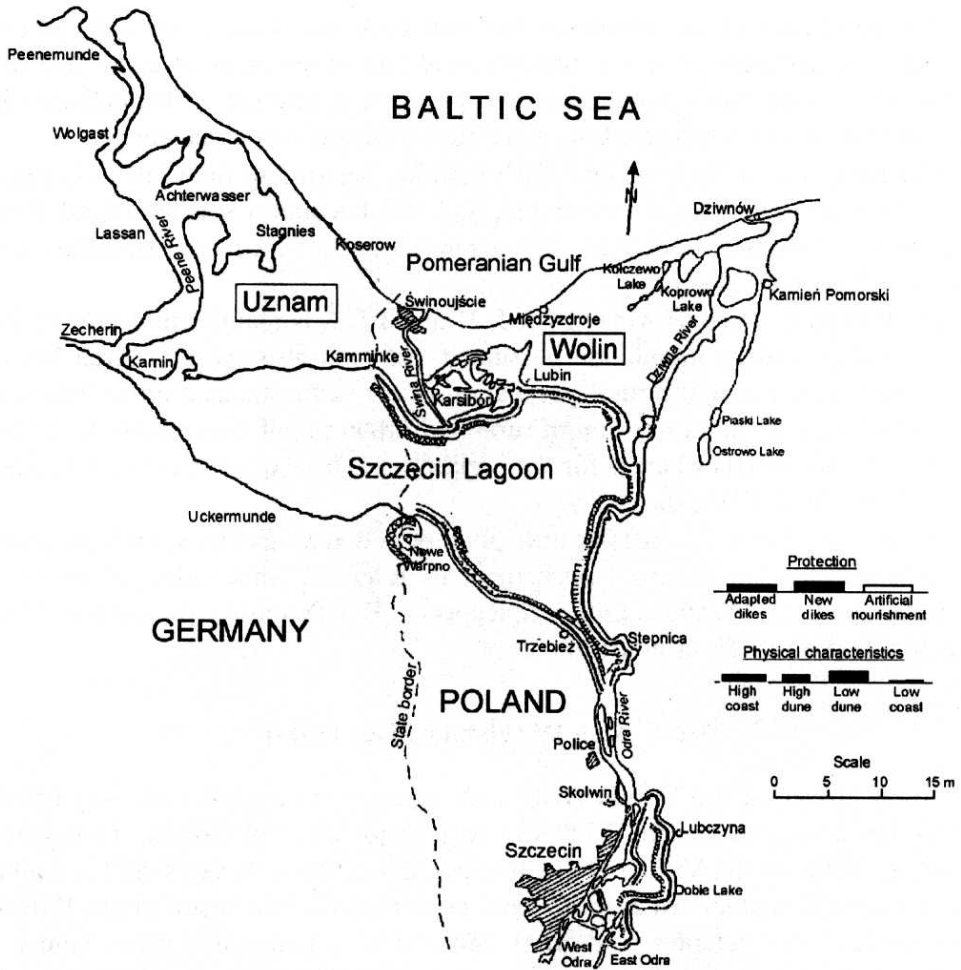 Peenemunde
BALTIC SEA
Wolgast
N
Achterwasser
Dziwnów
Lassan
Peene River
Stagnies
Koserow
Pomeranian Gulf
Kołczewo
Lake
Koprowo
Lake
Kamień Pomorski
Uznam
Świnoujście
Międzyzdroje
Zecherin
Wolin
Dziwna River
Karnin
Kamminke
Świna River
Lubin
Karsibór
Piaski Lake
Ostrowo Lake
Szczecin Lagoon
Uckermunde
Nowe
Warpno
Protection
Adapted
dikes
New
dikes
Artificial
nourishment
GERMANY
Trzebież
Stepnica
Physical characteristics
High
coast
High
dune
Low
dune
Low
coast
State border
POLAND
Odra River
Police
Scale
0 5 10 15 m
Skolwin
Lubczyna
Szczecin
Dobie Lake
West
Odra
East Odra